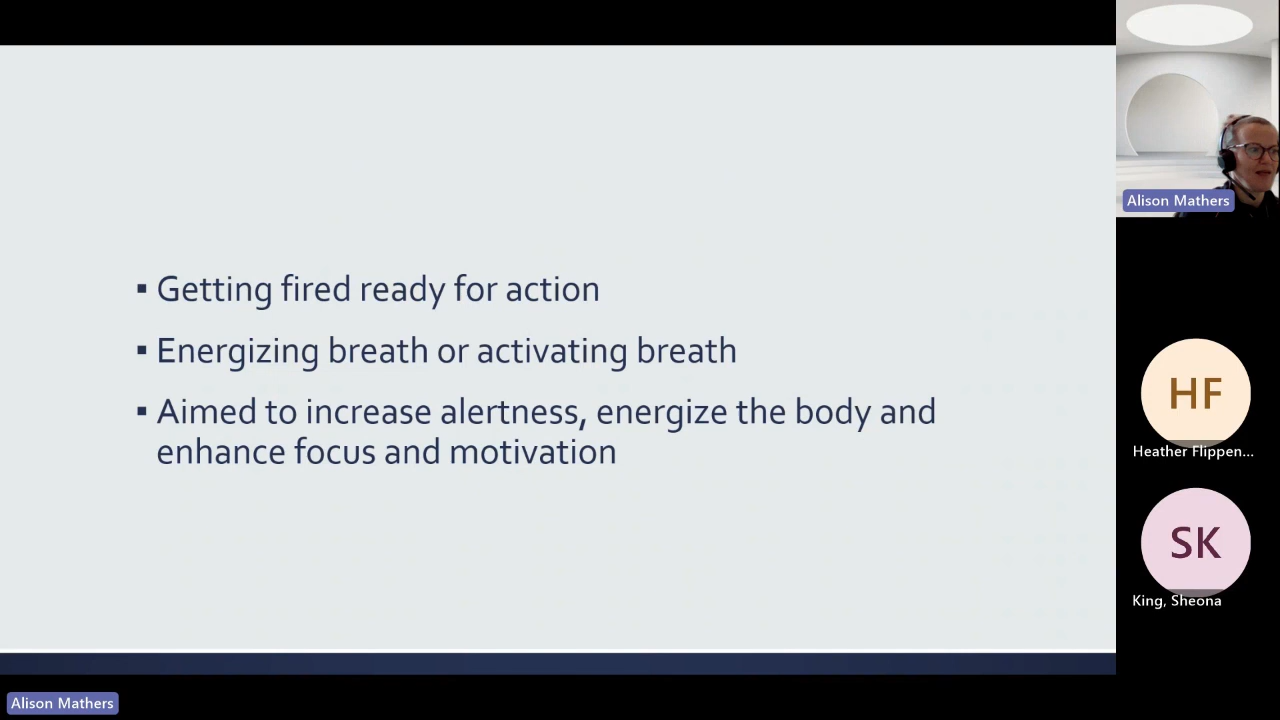 ▪ Getting fired ready for action
▪ Energizing breath or activating breath
▪ Aimed to increase alertness, energize the body and
enhance focus and motivation
Alison Mathers
HF
Heather Flippen...
SK
King, Sheona
Alison Mathers